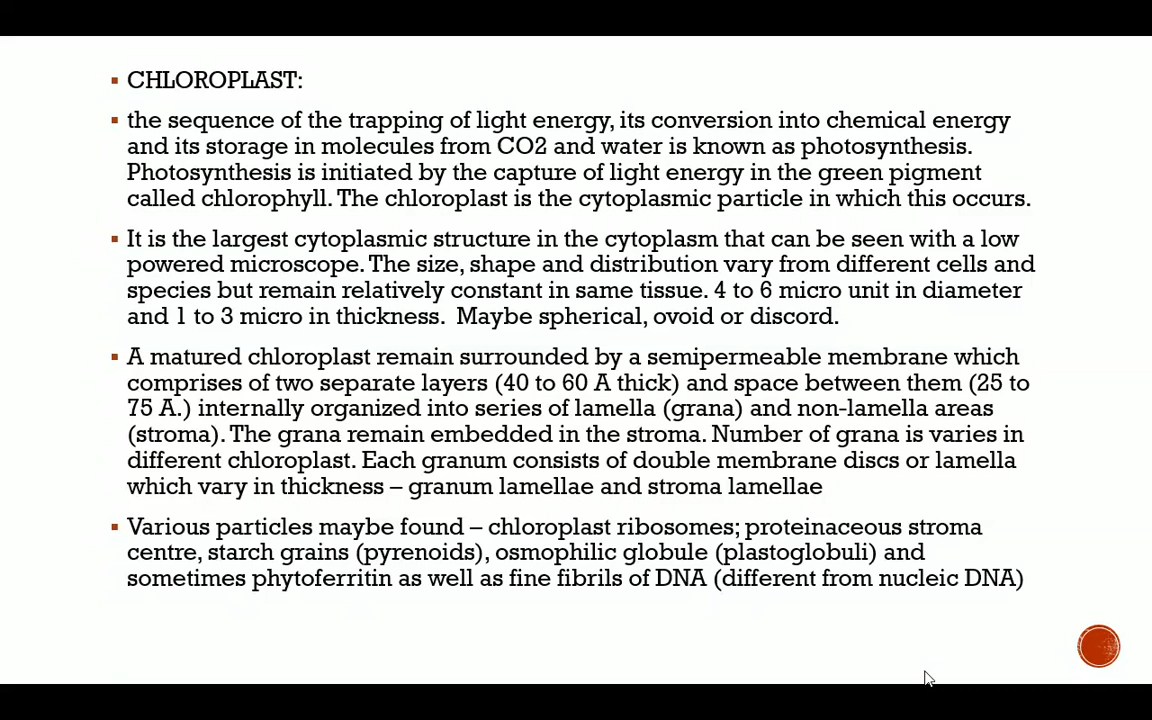 ▪ CHLOROPLAST:
▪ the sequence of the trapping of light energy, its conversion into chemical energy
and its storage in molecules from CO2 and water is known as photosynthesis.
Photosynthesis is initiated by the capture of light energy in the green pigment
called chlorophyll. The chloroplast is the cytoplasmic particle in which this occurs.
▪ It is the largest cytoplasmic structure in the cytoplasm that can be seen with a low
powered microscope. The size, shape and distribution vary from different cells and
species but remain relatively constant in same tissue. 4 to 6 micro unit in diameter
and 1 to 3 micro in thickness.  Maybe spherical, ovoid or discord.
▪ A matured chloroplast remain surrounded by a semipermeable membrane which
comprises of two separate layers (40 to 60 A thick) and space between them (25 to
75 A.) internally organized into series of lamella (grana) and non-lamella areas
(stroma). The grana remain embedded in the stroma. Number of grana is varies in
different chloroplast. Each granum consists of double membrane discs or lamella
which vary in thickness – granum lamellae and stroma lamellae
▪ Various particles maybe found – chloroplast ribosomes; proteinaceous stroma
centre, starch grains (pyrenoids), osmophilic globule (plastoglobuli) and
sometimes phytoferritin as well as fine fibrils of DNA (different from nucleic DNA)